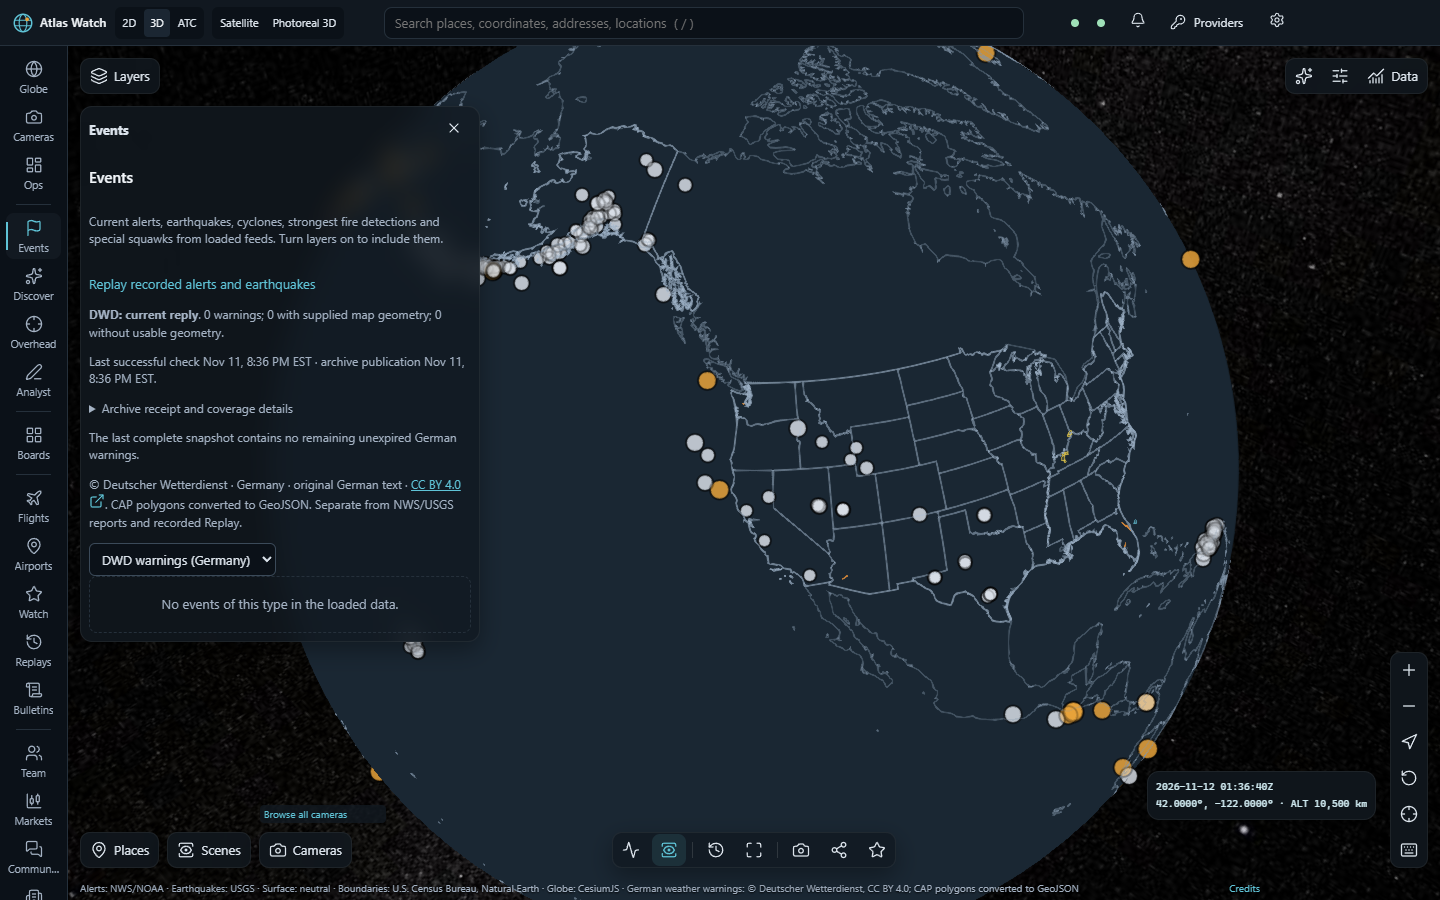 Atlas Watch
2D
3D
ATC
Satellite
Photoreal 3D
Search places, coordinates, addresses, locations ( / )
Providers
Globe
Cameras
Ops
Events
Discover
Overhead
Analyst
Boards
Flights
Airports
Watch
Replays
Bulletins
Team
Markets
Commun...
Layers
Data
Events
Events
Current alerts, earthquakes, cyclones, strongest fire detections and
special squawks from loaded feeds. Turn layers on to include them.
Replay recorded alerts and earthquakes
DWD: current reply. 0 warnings; 0 with supplied map geometry; 0
without usable geometry.
Last successful check Nov 11, 8:36 PM EST · archive publication Nov 11,
8:36 PM EST.
Archive receipt and coverage details
The last complete snapshot contains no remaining unexpired German
warnings.
© Deutscher Wetterdienst · Germany · original German text · CC BY 4.0
. CAP polygons converted to GeoJSON. Separate from NWS/USGS
reports and recorded Replay.
DWD warnings (Germany)
No events of this type in the loaded data.
2026-11-12 01:36:40Z
42.0000°, -122.0000° · ALT 10,500 km
Browse all cameras
Places
Scenes
Cameras
Alerts: NWS/NOAA · Earthquakes: USGS · Surface: neutral · Boundaries: U.S. Census Bureau, Natural Earth · Globe: CesiumJS · German weather warnings: © Deutscher Wetterdienst, CC BY 4.0; CAP polygons converted to GeoJSON
Credits